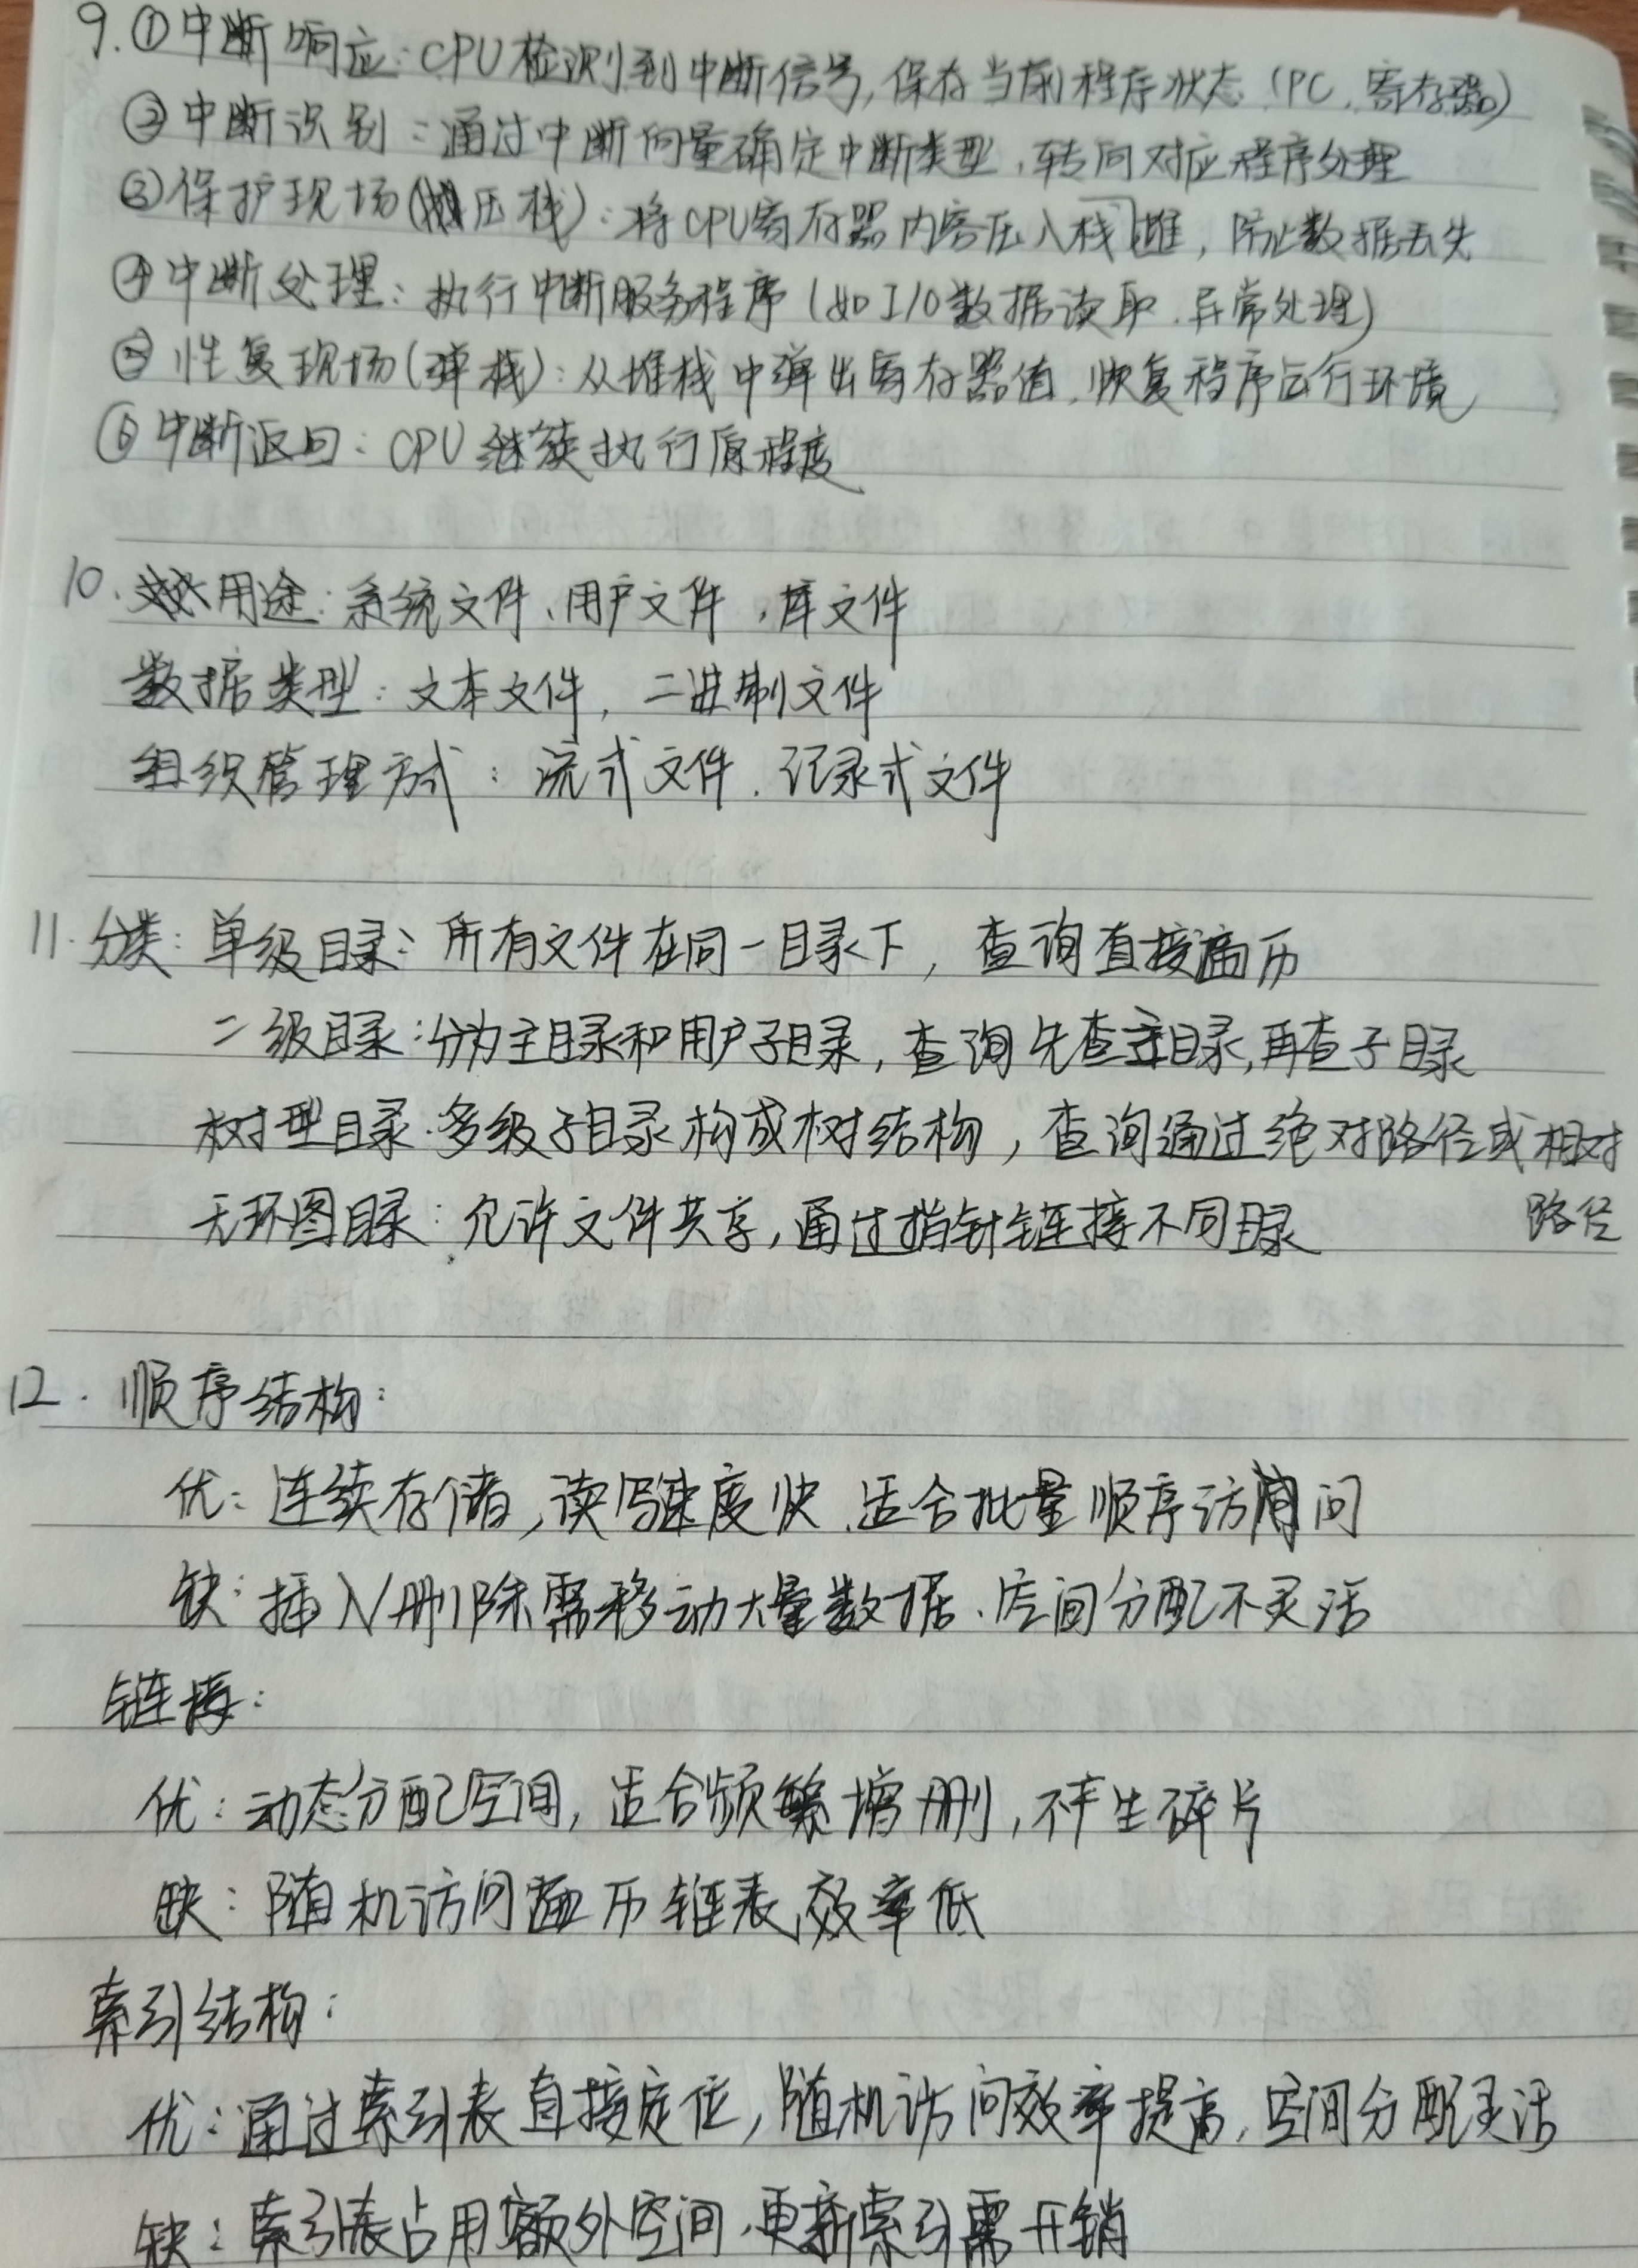 9.①中断响应:CPU检测到中断信号,保存当前程序状态(PC、寄存器)
②中断识别:通过中断向量确定中断类型,转向对应程序处理
③保护现场(压栈):将CPU寄存器内容压入栈堆,防止数据丢失
④中断处理:执行中断服务程序(如I/O数据读取、异常处理)
⑤恢复现场(弹栈):从堆栈中弹出寄存器值,恢复程序运行环境
⑥中断返回:CPU继续执行原程度
10.用途:系统文件、用户文件,库文件
数据类型:文本文件,二进制文件
组织管理方式:流式文件、记录式文件
11.分类:单级目录:所有文件在同一目录下,查询直接遍历
二级目录:分为主目录和用户子目录,查询先查主目录,再查子目录
树型目录:多级子目录构成树结构,查询通过绝对路径或相对
路径
无环图目录:允许文件共享,通过指针链接不同目录
12.顺序结构:
优:连续存储,读写速度快、适合批量顺序访问
缺:插入/删除需移动大量数据、空间分配不灵活
链接:
优:动态分配空间,适合频繁增删,不产生碎片
缺:随机访问遍历链表,效率低
索引结构:
优:通过索引表直接定位,随机访问效率提高,空间分配灵活
缺:索引表占用额外空间,更新索引需开销